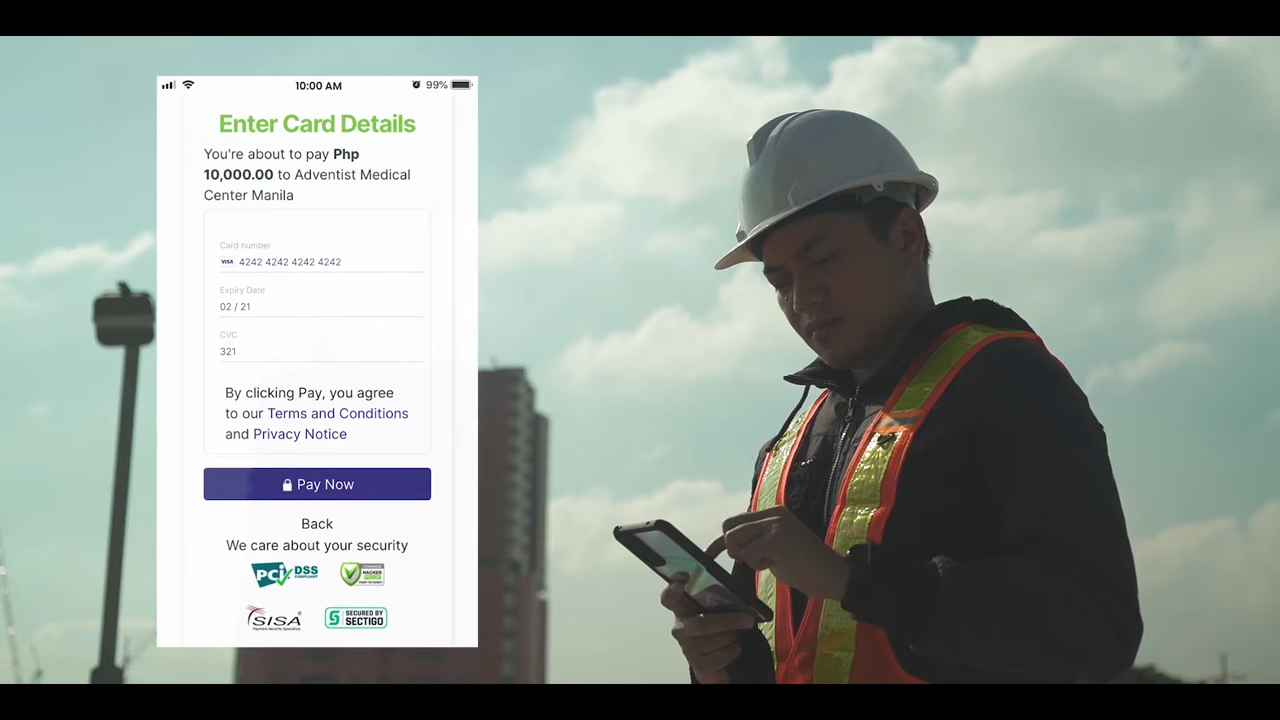 10:00 AM
99%
Enter Card Details
You're about to pay Php
10,000.00 to Adventist Medical
Center Manila
Card number
VISA 4242 4242 4242 4242
Expiry Date
02 / 21
CVC
321
By clicking Pay, you agree
to our Terms and Conditions
and Privacy Notice
Pay Now
Back
We care about your security
PCI DSS
COMPLIANT
HACKER
SISA
SECURED BY
SECTIGO